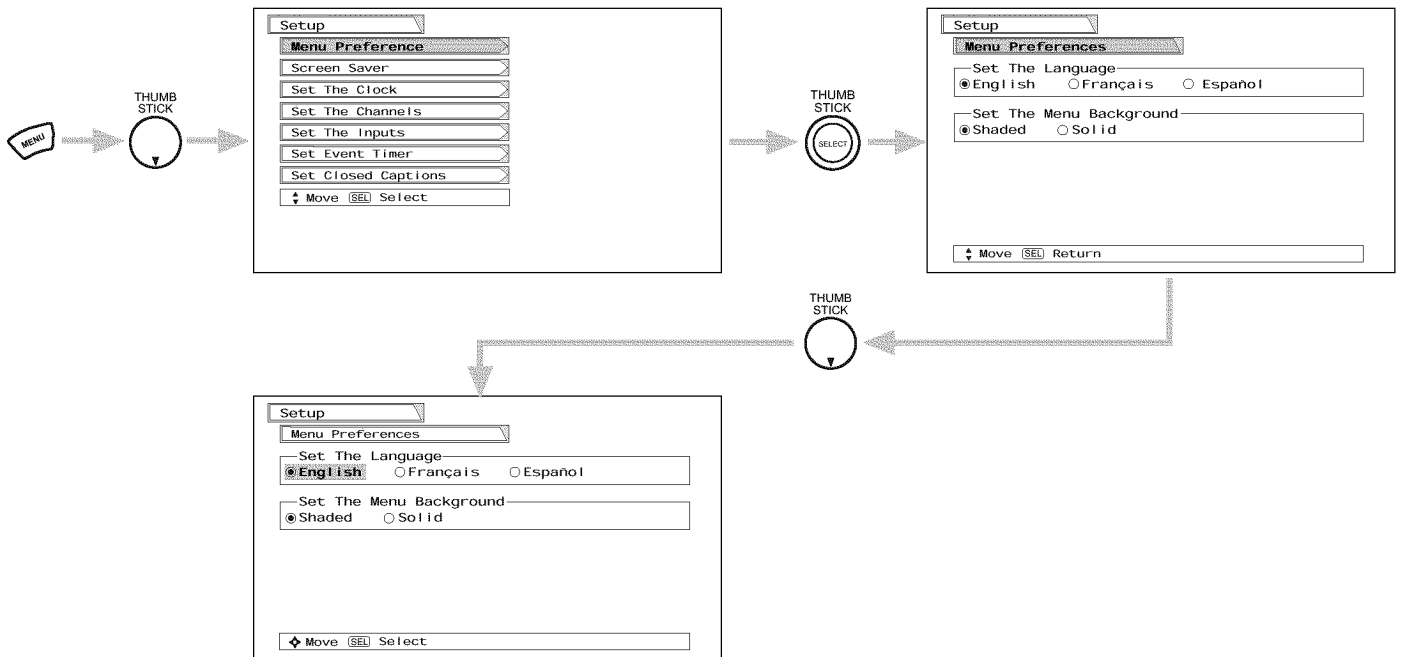 MENU
THUMB
STICK
Setup
Menu Preference
Screen Saver
Set The Clock
Set The Channels
Set The Inputs
Set Event Timer
Set Closed Captions
Move SEL Select
THUMB
STICK
SELECT
Setup
Menu Preferences
Set The Language
English Français Español
Set The Menu Background
Shaded Solid
Move SEL Return
THUMB
STICK
Setup
Menu Preferences
Set The Language
English Français Español
Set The Menu Background
Shaded Solid
Move SEL Select